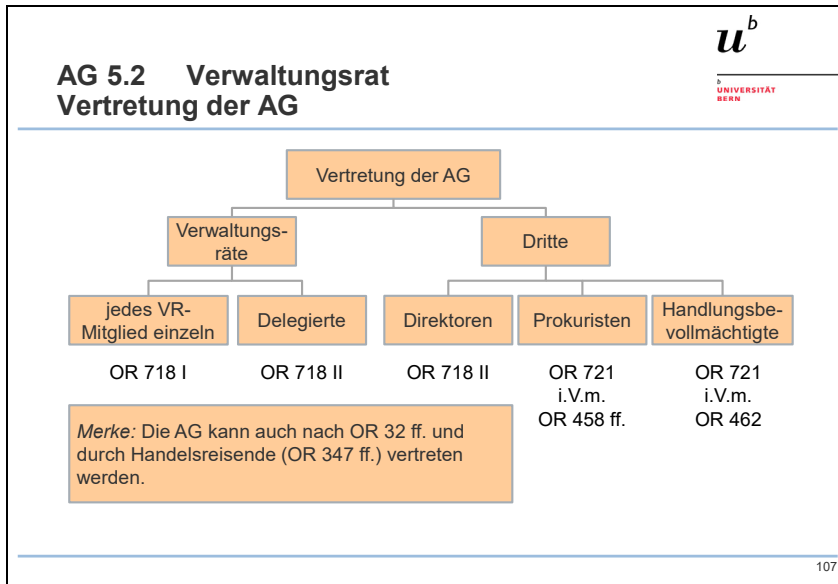 u^b
b
UNIVERSITÄT
BERN
AG 5.2 Verwaltungsrat
Vertretung der AG
Vertretung der AG
Verwaltungs-
räte
Dritte
jedes VR-
Mitglied einzeln
Delegierte
Direktoren
Prokuristen
Handlungsbe-
vollmächtigte
OR 718 I
OR 718 II
OR 718 II
OR 721
i.V.m.
OR 458 ff.
OR 721
i.V.m.
OR 462
Merke: Die AG kann auch nach OR 32 ff. und
durch Handelsreisende (OR 347 ff.) vertreten
werden.
107